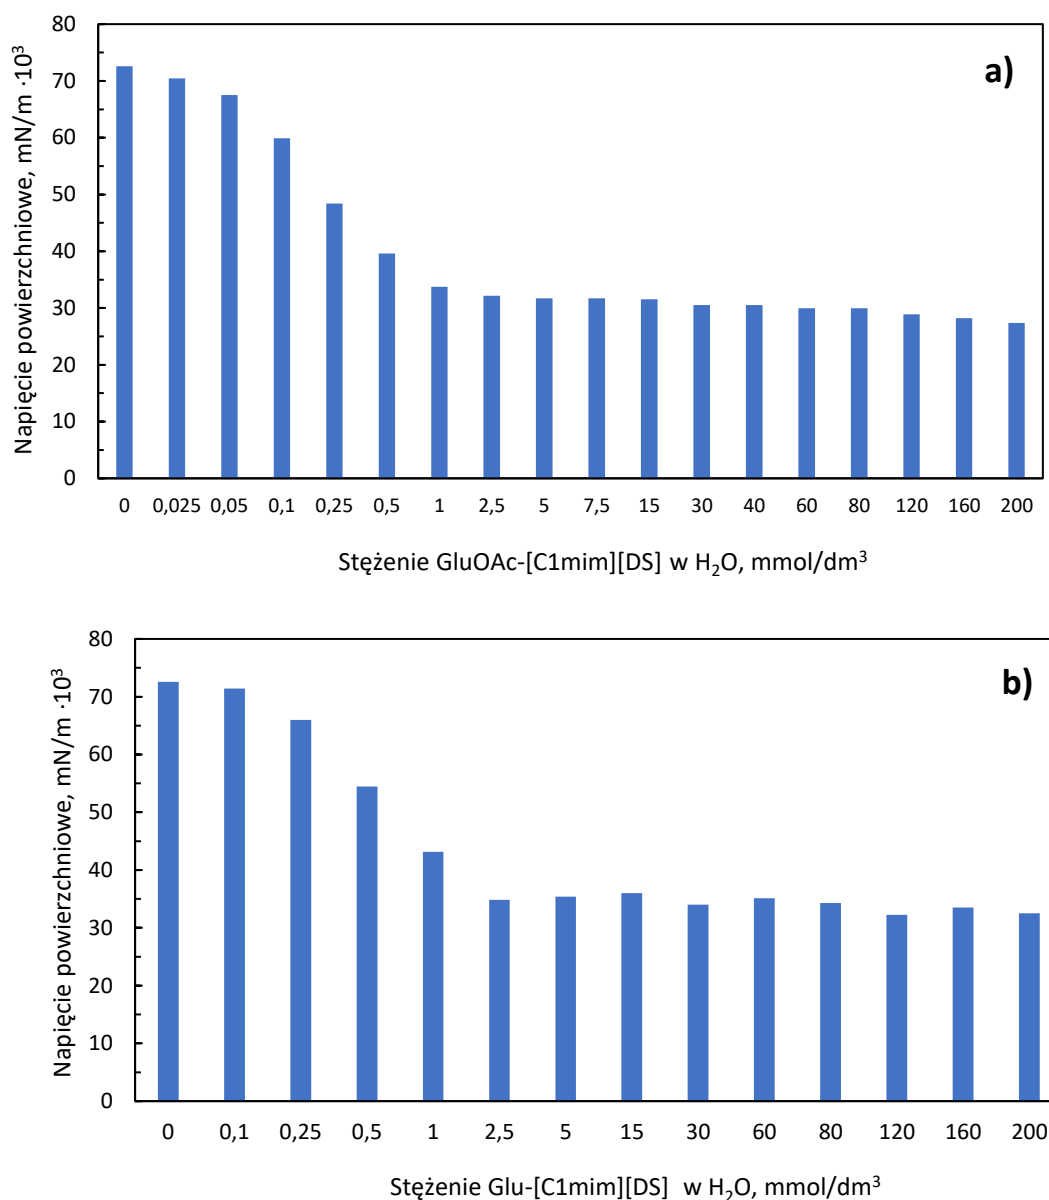 80
70
60
50
40
30
20
10
0
Napięcie powierzchniowe, mN/m ·10³
a)
0 0,025 0,05 0,1 0,25 0,5 1 2,5 5 7,5 15 30 40 60 80 120 160 200
Stężenie GluOAc-[C1mim][DS] w H₂O, mmol/dm³
80
70
60
50
40
30
20
10
0
Napięcie powierzchniowe, mN/m ·10³
b)
0 0,1 0,25 0,5 1 2,5 5 15 30 60 80 120 160 200
Stężenie Glu-[C1mim][DS] w H₂O, mmol/dm³